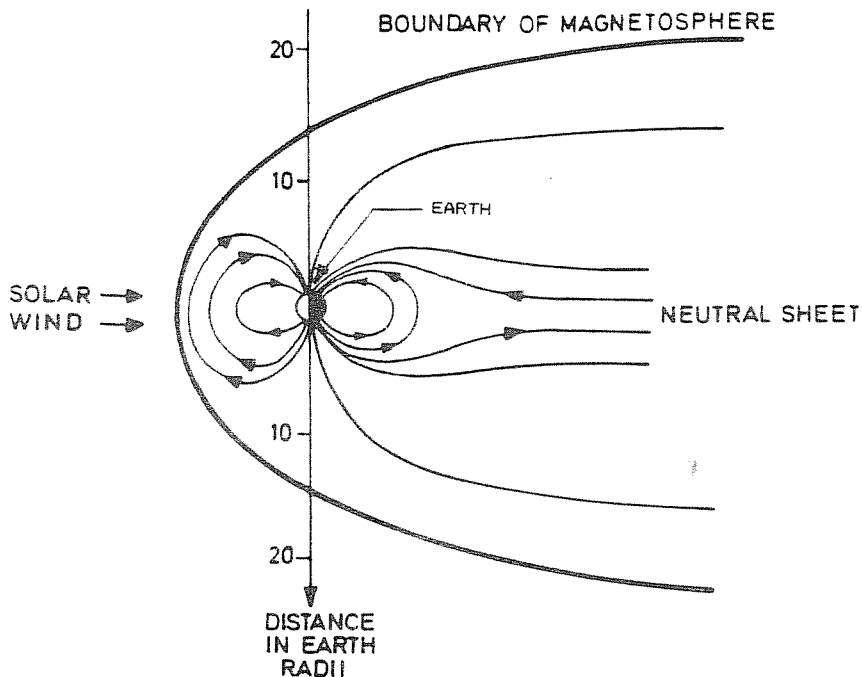 BOUNDARY OF MAGNETOSPHERE
20
10
EARTH
SOLAR
WIND
NEUTRAL SHEET
10
20
DISTANCE
IN EARTH
RADII